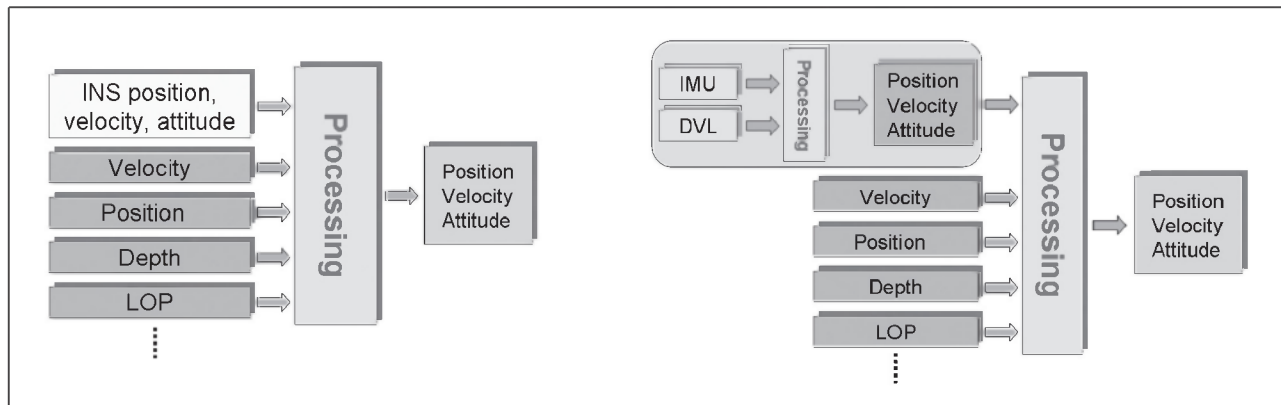 INS position,
velocity, attitude
Velocity
Position
Depth
LOP
Processing
Position
Velocity
Attitude
IMU
DVL
Processing
Position
Velocity
Attitude
Velocity
Position
Depth
LOP
Processing
Position
Velocity
Attitude